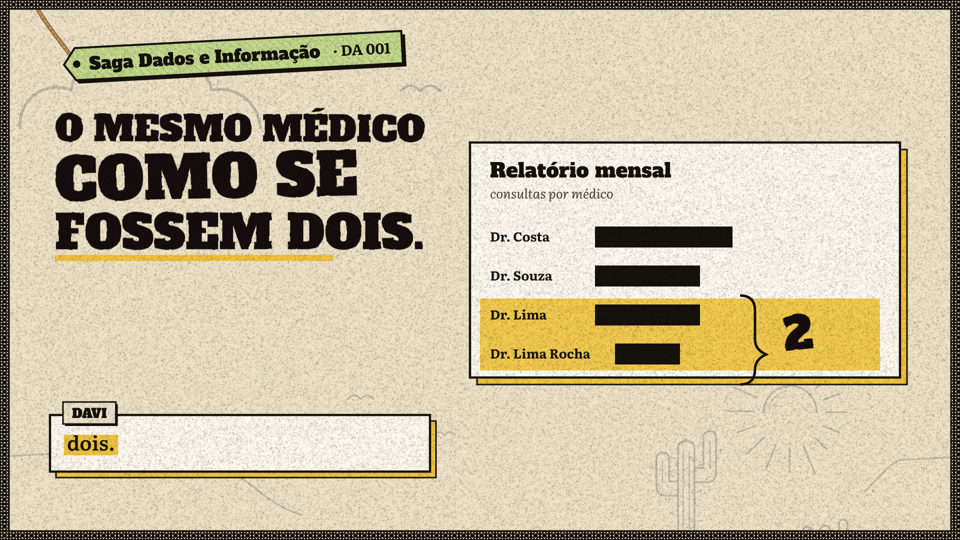 Saga Dados e Informação · DA 001
O MESMO MÉDICO
COMO SE
FOSSEM DOIS.
Relatório mensal
consultas por médico
Dr. Costa
Dr. Souza
Dr. Lima
Dr. Lima Rocha
2
DAVI
dois.